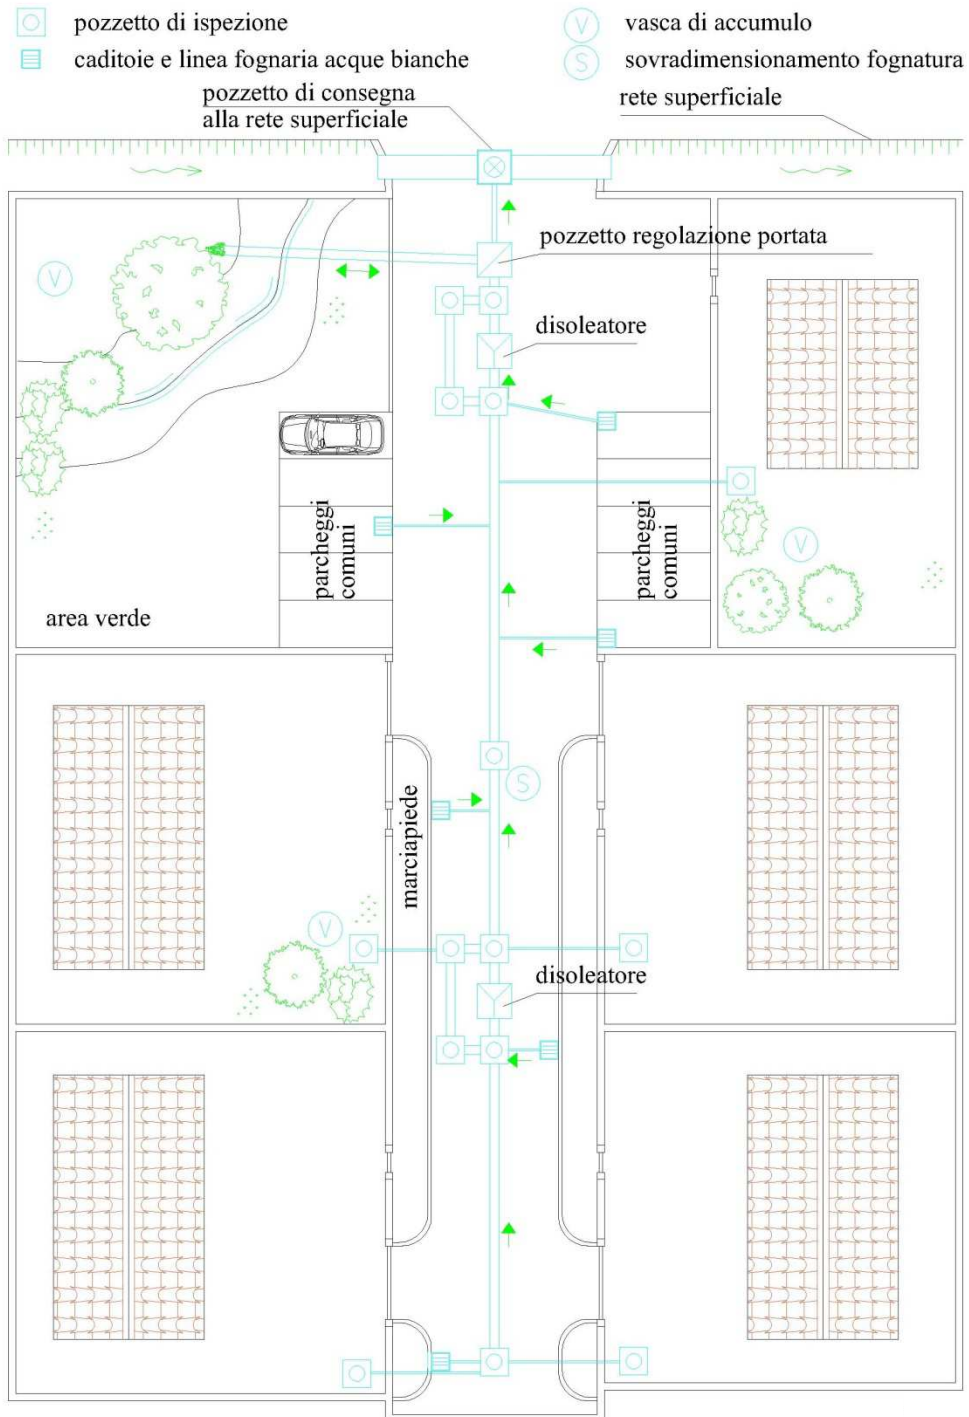 pozzetto di ispezione
caditoie e linea fognaria acque bianche
V
vasca di accumulo
S
sovradimensionamento fognatura
pozzetto di consegna
alla rete superficiale
rete superficiale
V
pozzetto regolazione portata
disoleatore
parcheggi
comuni
parcheggi
comuni
V
area verde
S
marciapiede
V
disoleatore